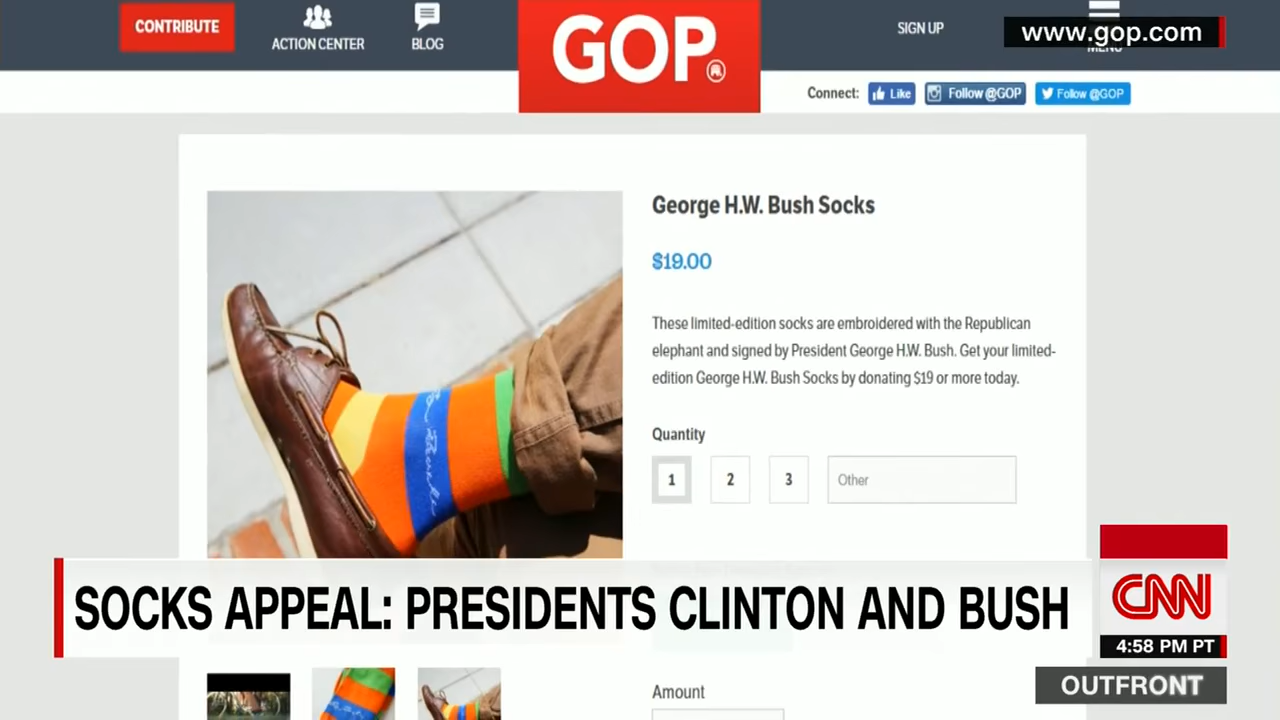 CONTRIBUTE
ACTION CENTER
BLOG
GOP
SIGN UP
www.gop.com
MENU
Connect:
Like
Follow @GOP
Follow @GOP
George H.W. Bush Socks
$19.00
These limited-edition socks are embroidered with the Republican
elephant and signed by President George H.W. Bush. Get your limited-
edition George H.W. Bush Socks by donating $19 or more today.
Quantity
1
2
3
Other
SOCKS APPEAL: PRESIDENTS CLINTON AND BUSH
CNN
4:58 PM PT
OUTFRONT
Amount